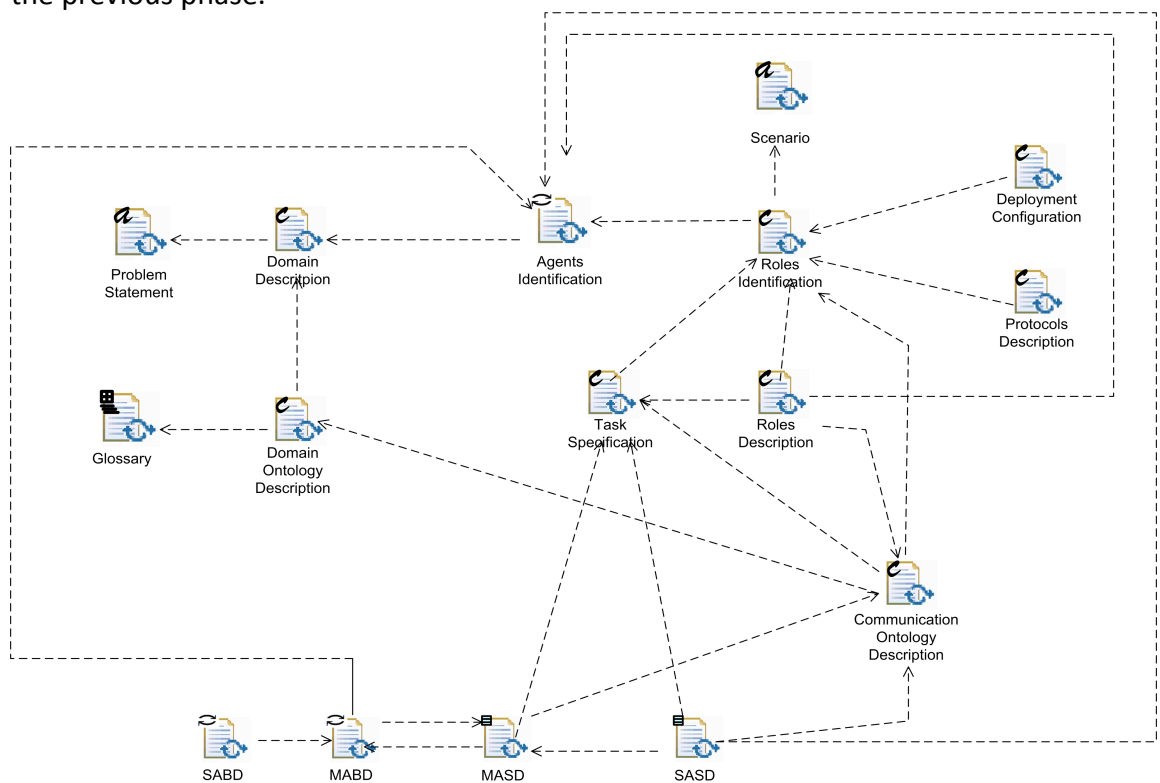 the previous phase.
Scenario
Deployment
Configuration
Problem
Statement
Domain
Descritpion
Agents
Identification
Roles
Identification
Protocols
Description
Glossary
Domain
Ontology
Description
Task
Specification
Roles
Description
Communication
Ontology
Description
SABD
MABD
MASD
SASD